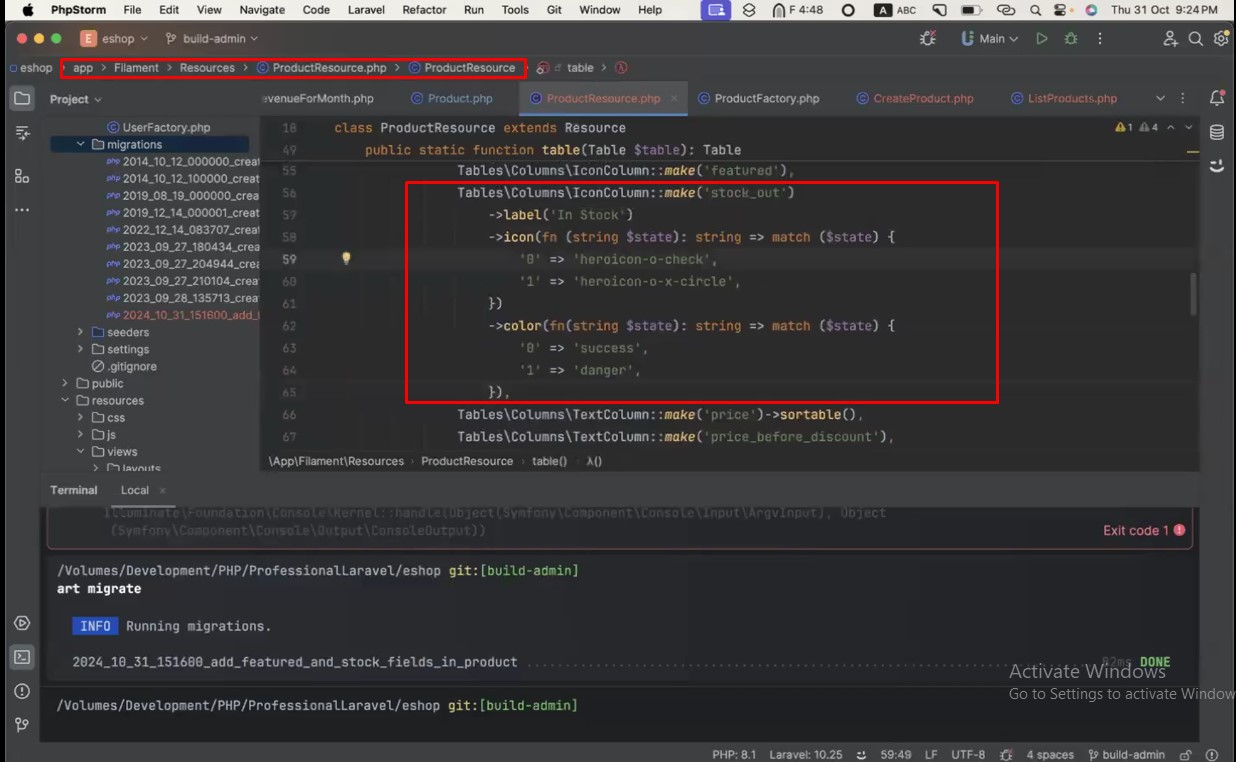 PhpStorm File Edit View Navigate Code Laravel Refactor Run Tools Git Window Help F 4:48 A ABC Thu 31 Oct 9:24 PM
E eshop build-admin Main
eshop app Filament Resources ProductResource.php ProductResource table
Project evenueForMonth.php Product.php ProductResource.php ProductFactory.php CreateProduct.php ListProducts.php
UserFactory.php
migrations
2014_10_12_000000_creat
2014_10_12_100000_creat
2019_08_19_000000_crea
2019_12_14_000001_creat
2022_12_14_083707_creat
2023_09_27_180434_crea
2023_09_27_204944_crea
2023_09_27_210104_creat
2023_09_28_135713_creat
2024_10_31_151600_add_
seeders
settings
.gitignore
public
resources
css
js
views
layouts
18 class ProductResource extends Resource
1 4
49 public static function table(Table $table): Table
55 Tables\Columns\IconColumn::make('featured'),
56 Tables\Columns\IconColumn::make('stock_out')
57 ->label('In Stock')
58 ->icon(fn (string $state): string => match ($state) {
59 '0' => 'heroicon-o-check',
60 '1' => 'heroicon-o-x-circle',
61 })
62 ->color(fn(string $state): string => match ($state) {
63 '0' => 'success',
64 '1' => 'danger',
65 }),
66 Tables\Columns\TextColumn::make('price')->sortable(),
67 Tables\Columns\TextColumn::make('price_before_discount'),
\App\Filament\Resources ProductResource table() λ()
Terminal Local
Illuminate\Foundation\Console\Kernel::handle(Object(Symfony\Component\Console\Input\ArgvInput), Object
(Symfony\Component\Console\Output\ConsoleOutput))
Exit code 1
/Volumes/Development/PHP/ProfessionalLaravel/eshop git:[build-admin]
art migrate
INFO Running migrations.
2024_10_31_151600_add_featured_and_stock_fields_in_product 82ms DONE
Activate Windows
Go to Settings to activate Window
/Volumes/Development/PHP/ProfessionalLaravel/eshop git:[build-admin]
PHP: 8.1 Laravel: 10.25 59:49 LF UTF-8 4 spaces build-admin